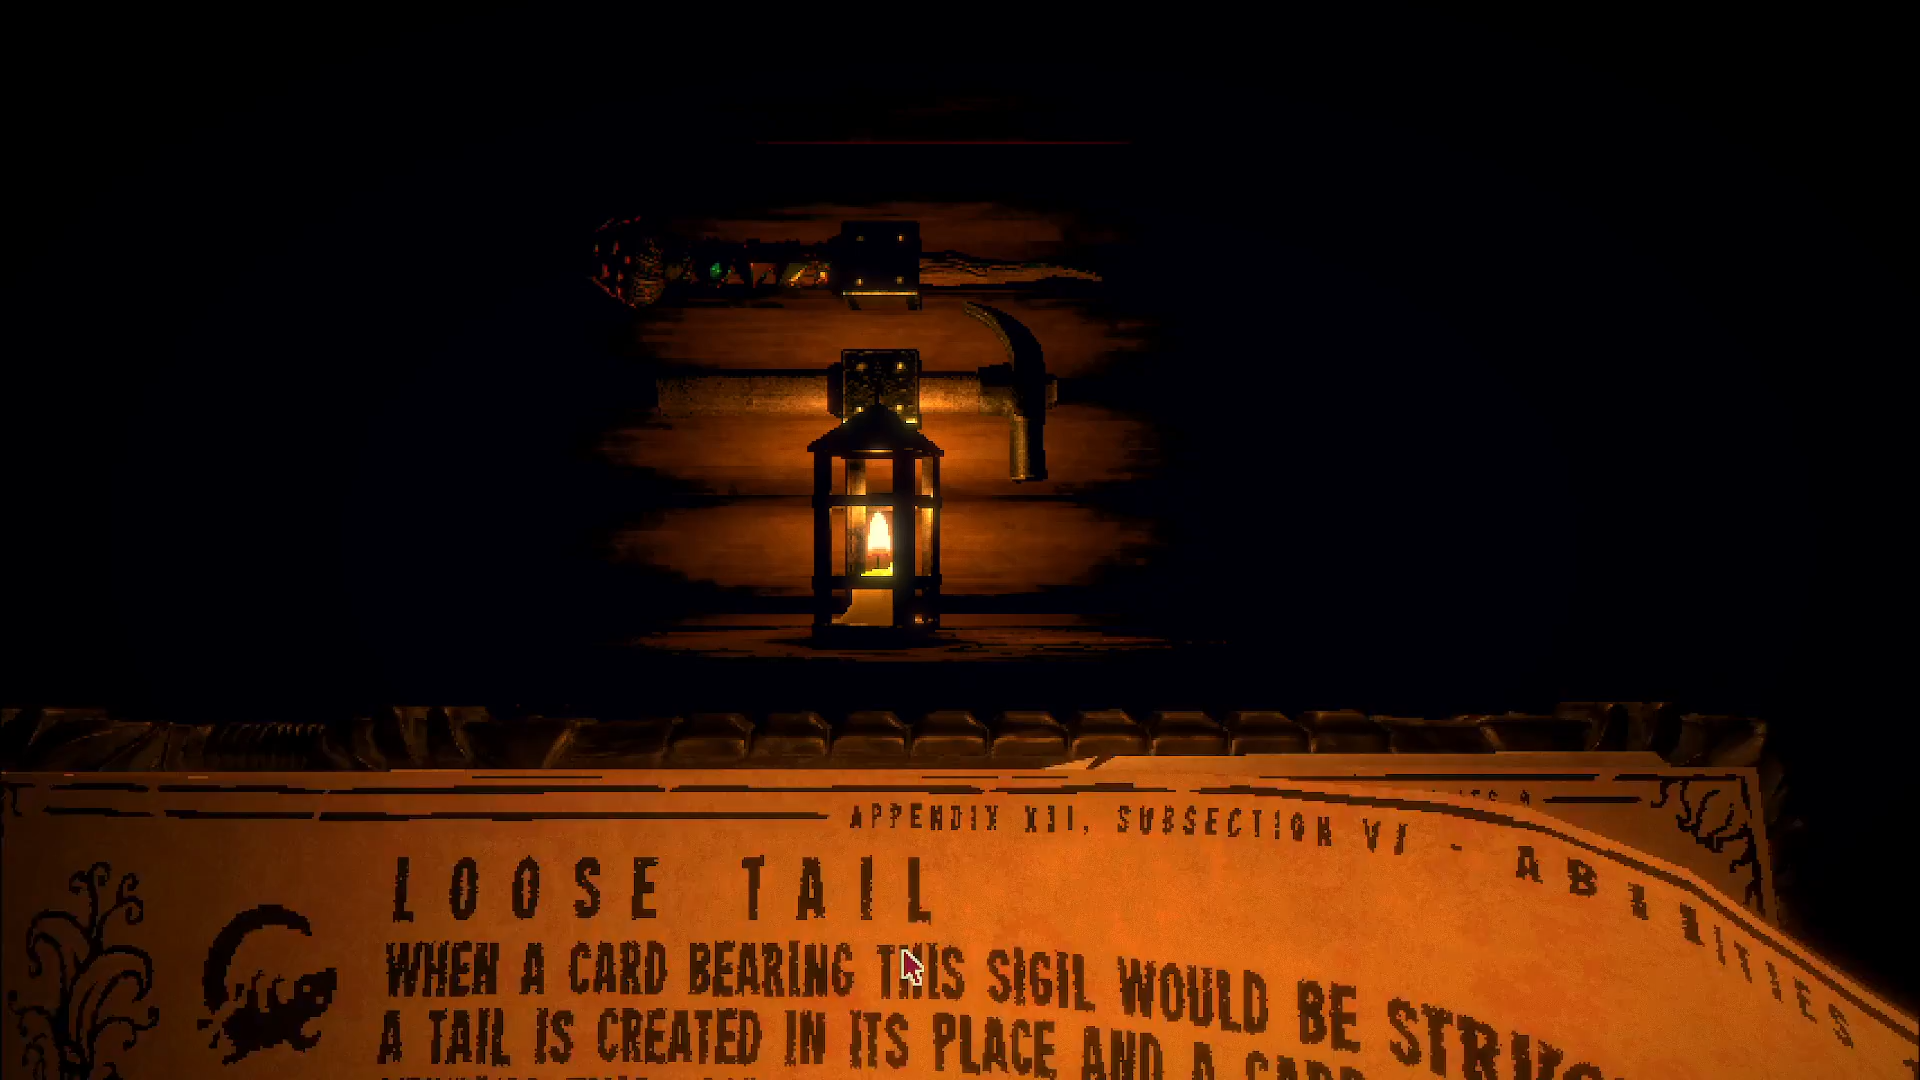 APPENDIX XII, SUBSECTION VI - ABILITIES
LOOSE TAIL
WHEN A CARD BEARING THIS SIGIL WOULD BE
A TAIL IS CREATED IN ITS PLACE AND A CARD